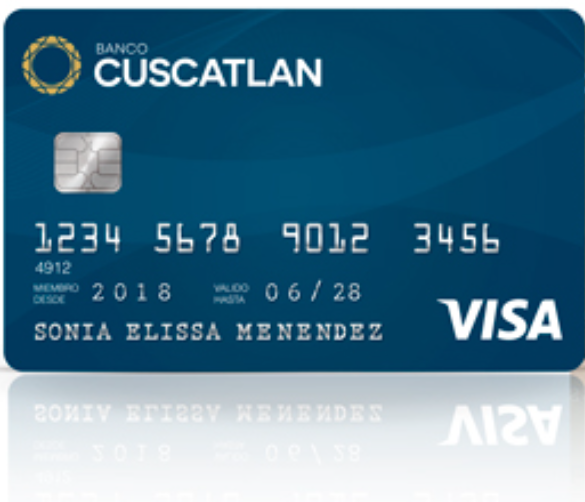 BANCO
CUSCATLAN
1234 5678 9012 3456
4912
MIEMBRO DESDE 2018 VALIDO HASTA 06/28
SONIA ELISSA MENENDEZ
VISA